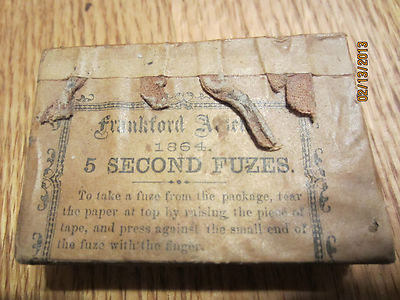 Frankford Arsenal
1864.
5 SECOND FUZES.
To take a fuze from the package, tear
the paper at top by raising the piece of
tape, and press against the small end of
the fuze with the finger.
02/13/2013